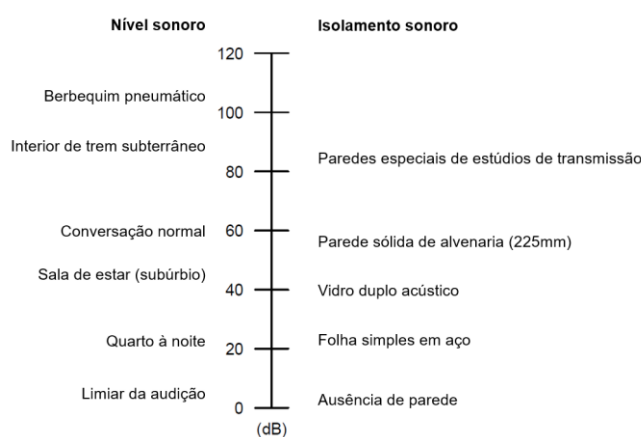 Nível sonoro
Isolamento sonoro
120
Berbequim pneumático
100
Interior de trem subterrâneo
Paredes especiais de estúdios de transmissão
80
Conversação normal
60
Parede sólida de alvenaria (225mm)
Sala de estar (subúrbio)
40
Vidro duplo acústico
Quarto à noite
Folha simples em aço
20
Limiar da audição
Ausência de parede
0
(dB)